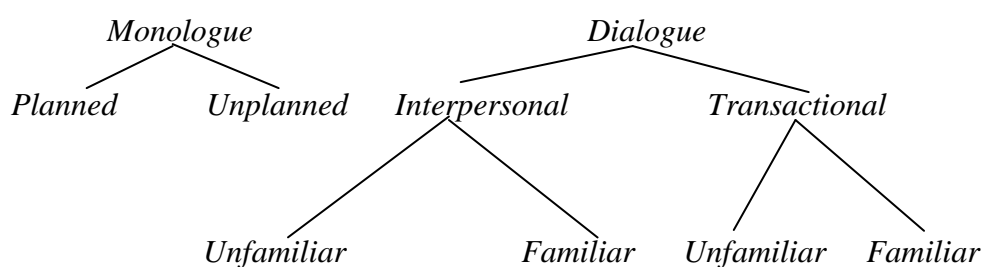 Monologue Dialogue
Planned Unplanned Interpersonal Transactional
Unfamiliar Familiar Unfamiliar Familiar